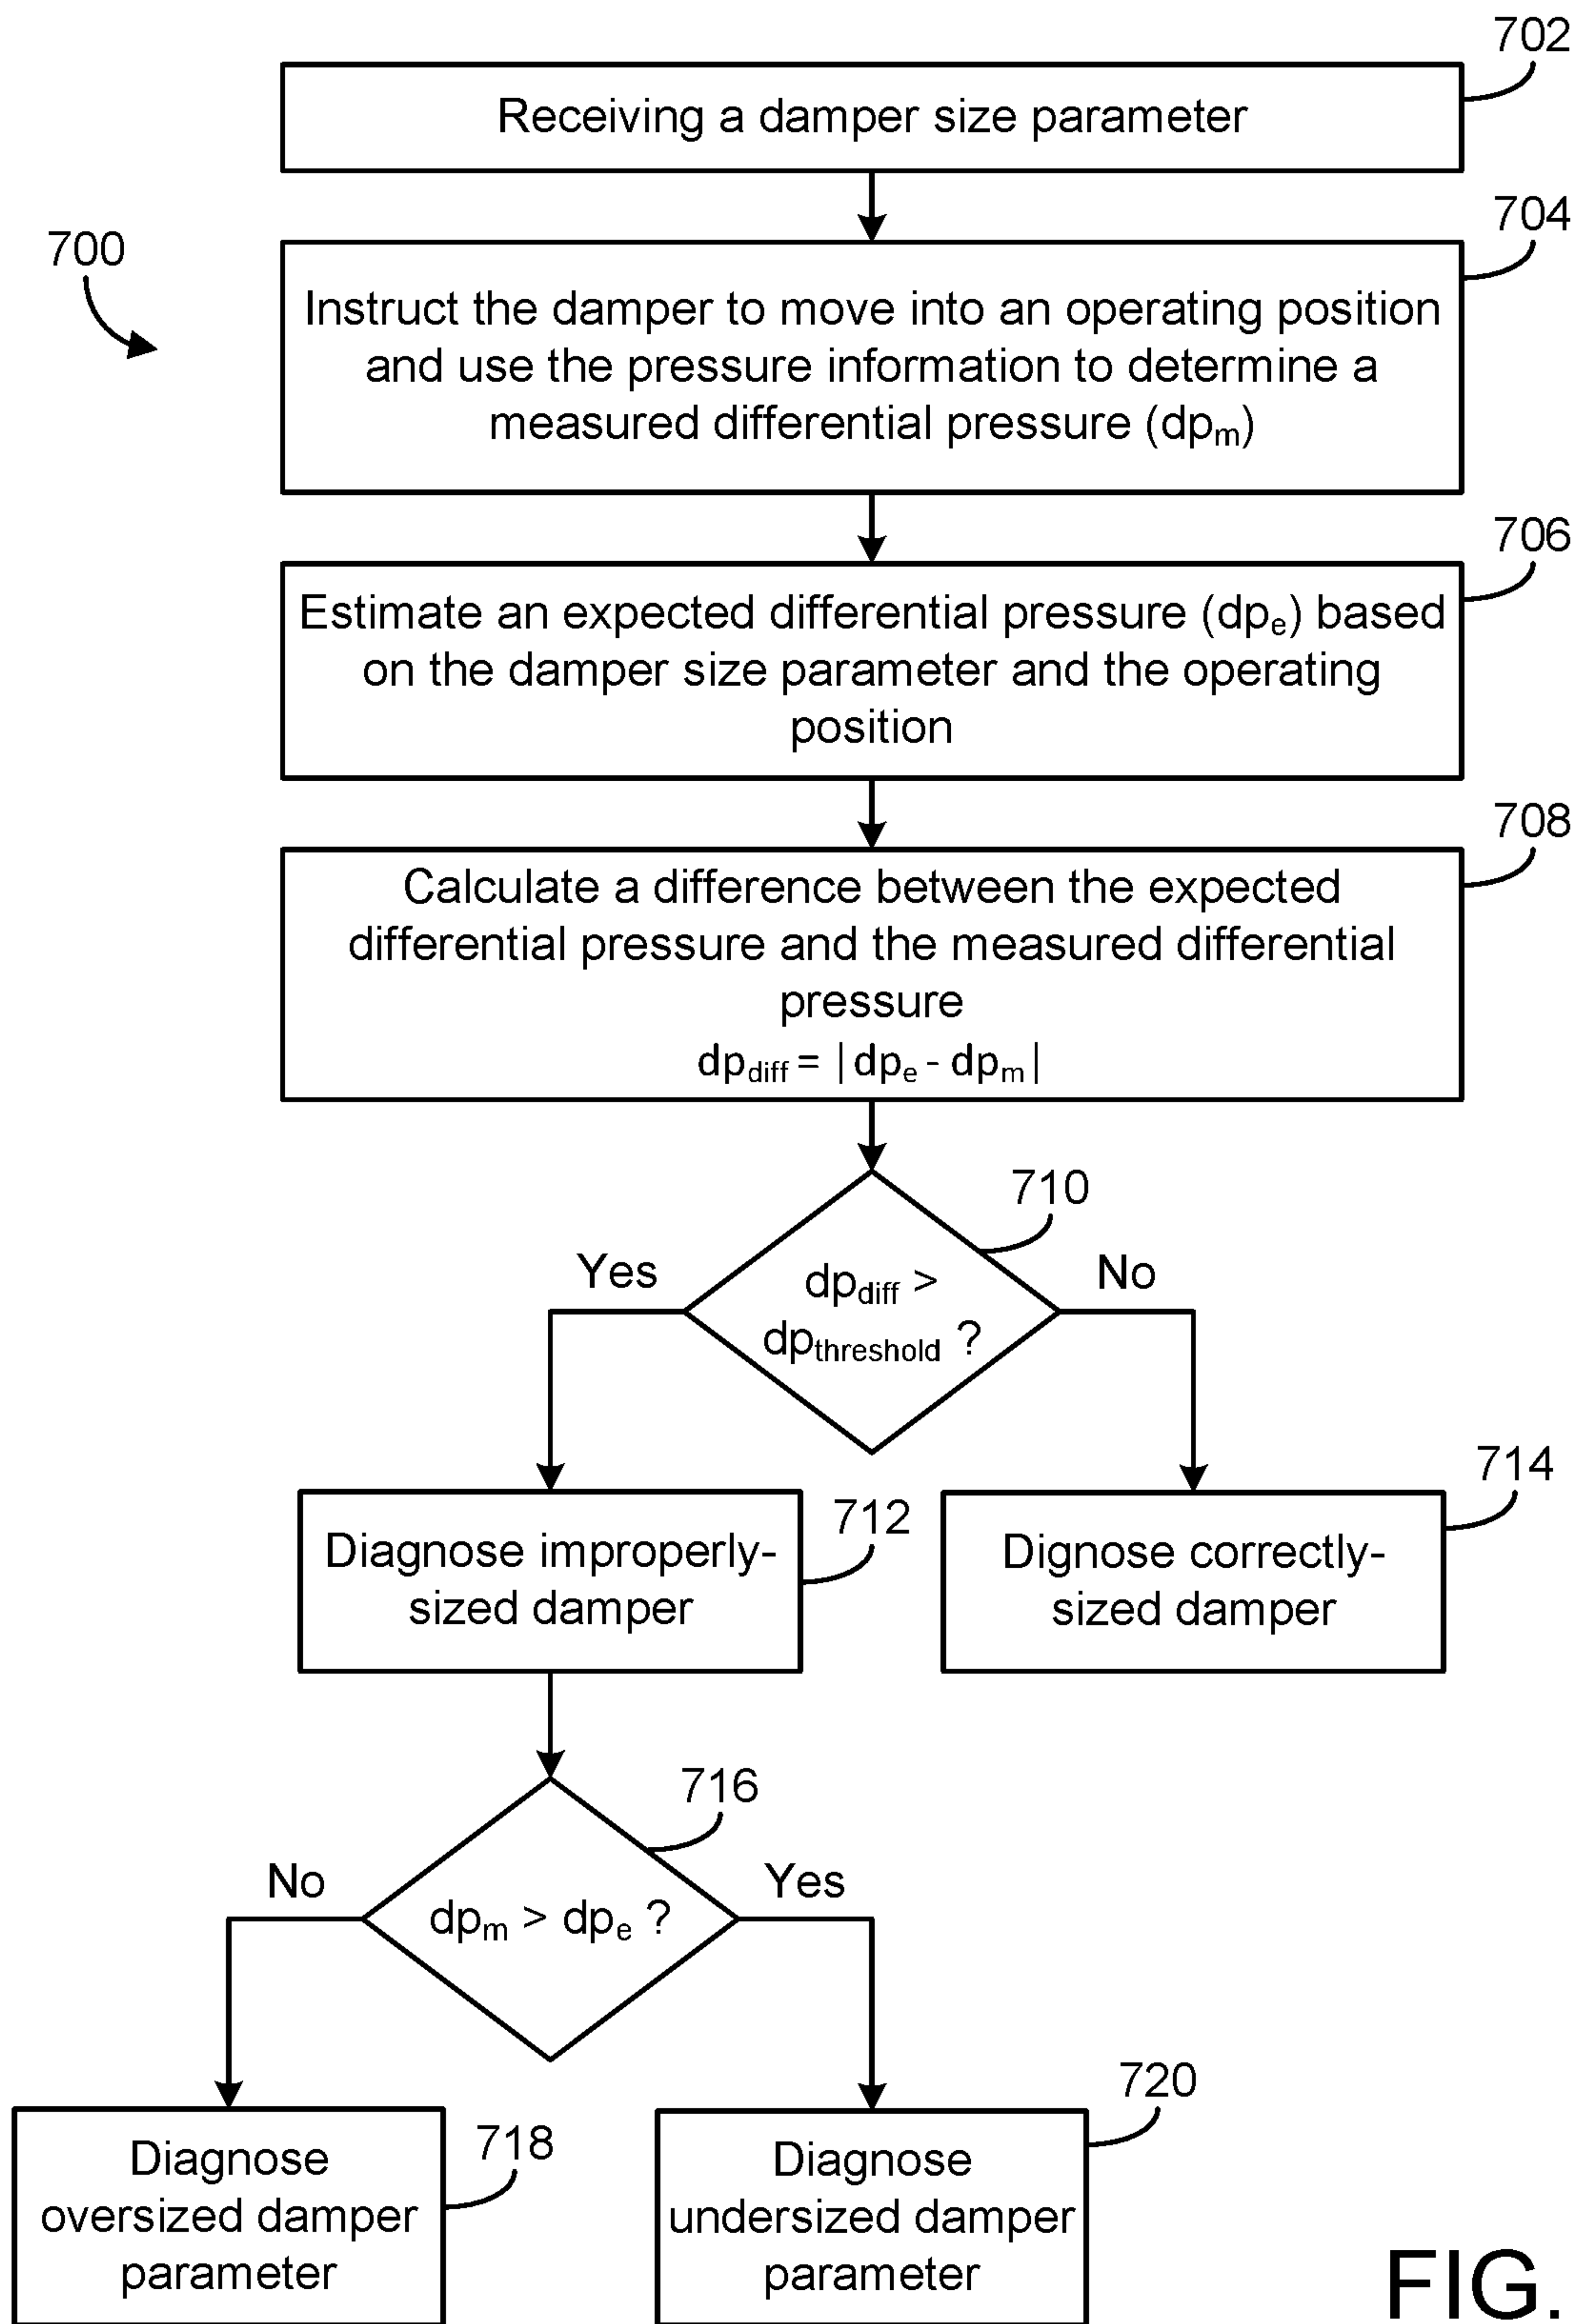 702
Receiving a damper size parameter
704
700
Instruct the damper to move into an operating position
and use the pressure information to determine a
measured differential pressure (dpm)
706
Estimate an expected differential pressure (dpe) based
on the damper size parameter and the operating
position
708
Calculate a difference between the expected
differential pressure and the measured differential
pressure
dpdiff = | dpe - dpm |
710
Yes
No
dpdiff >
dpthreshold ?
712
714
Diagnose improperly-
sized damper
Dignose correctly-
sized damper
716
No
Yes
dpm > dpe ?
718
720
Diagnose
oversized damper
parameter
Diagnose
undersized damper
parameter
FIG.